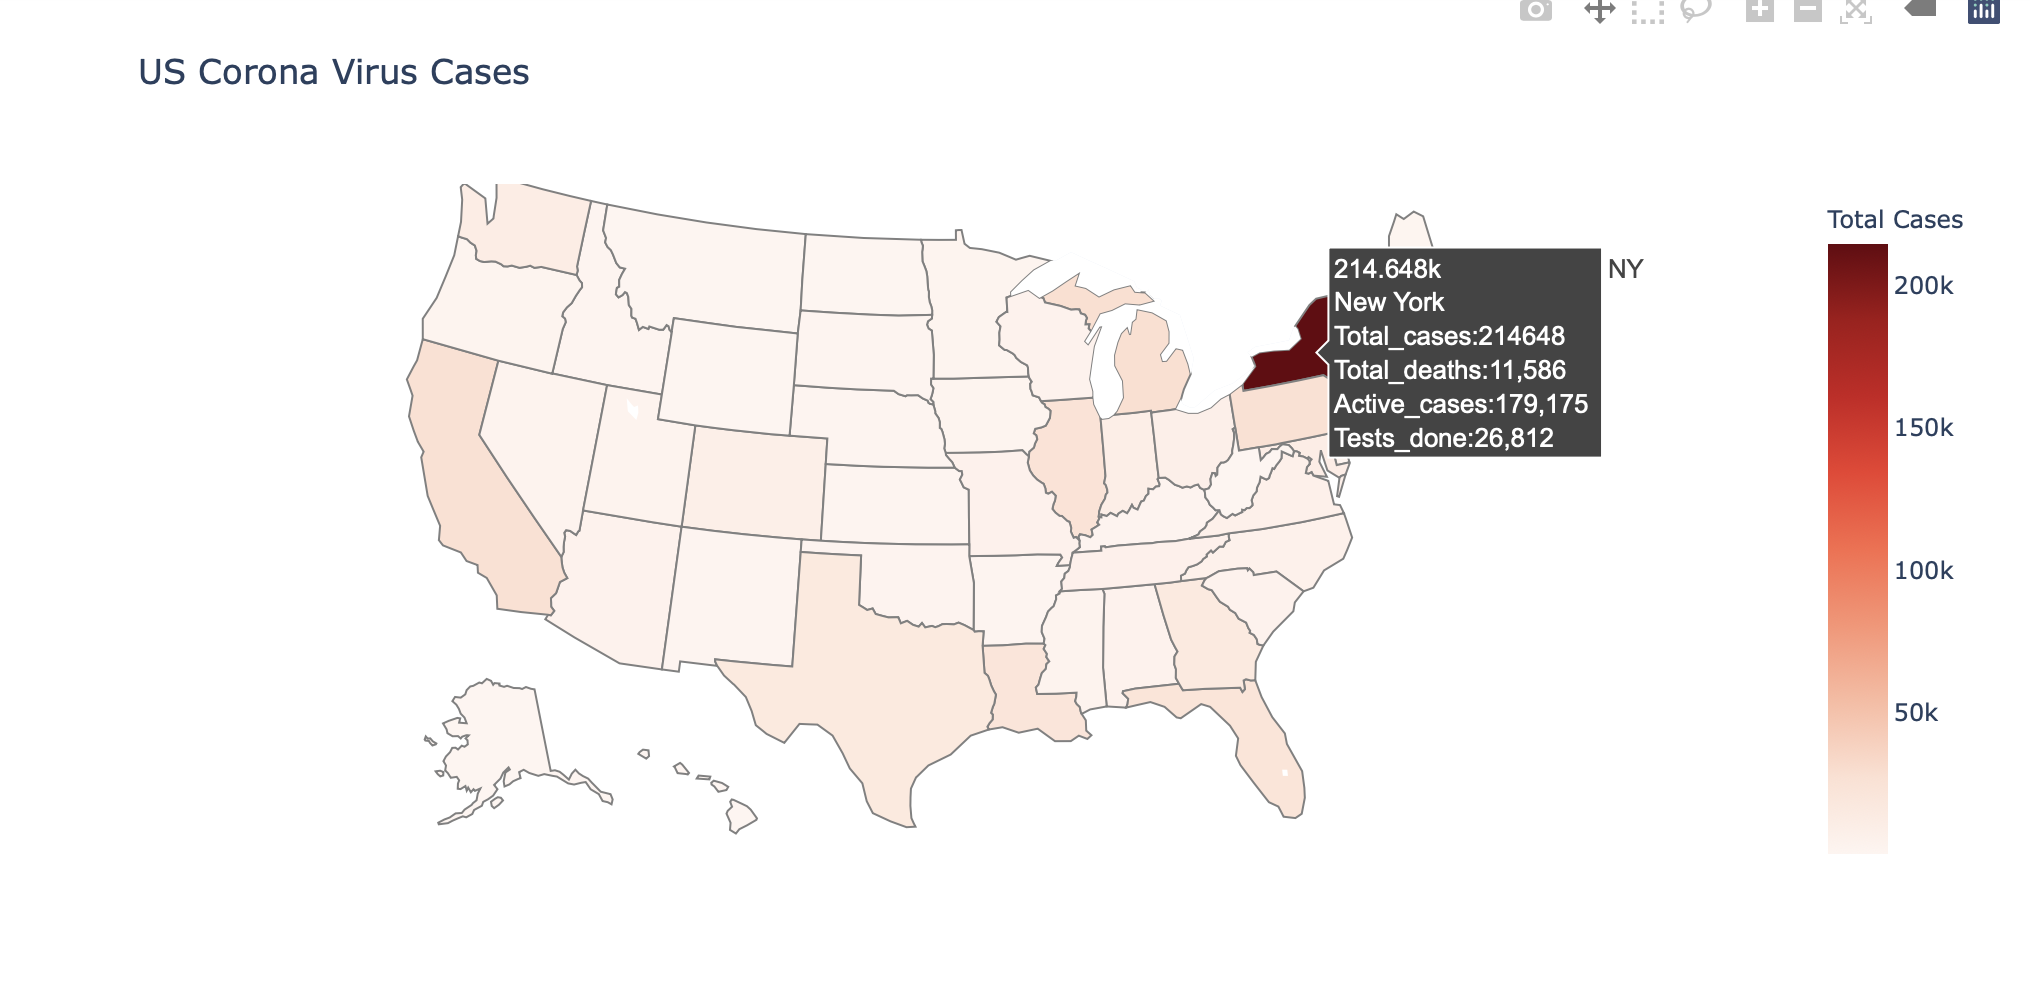 US Corona Virus Cases
214.648k
New York
Total_cases:214648
Total_deaths:11,586
Active_cases:179,175
Tests_done:26,812
NY
Total Cases
200k
150k
100k
50k